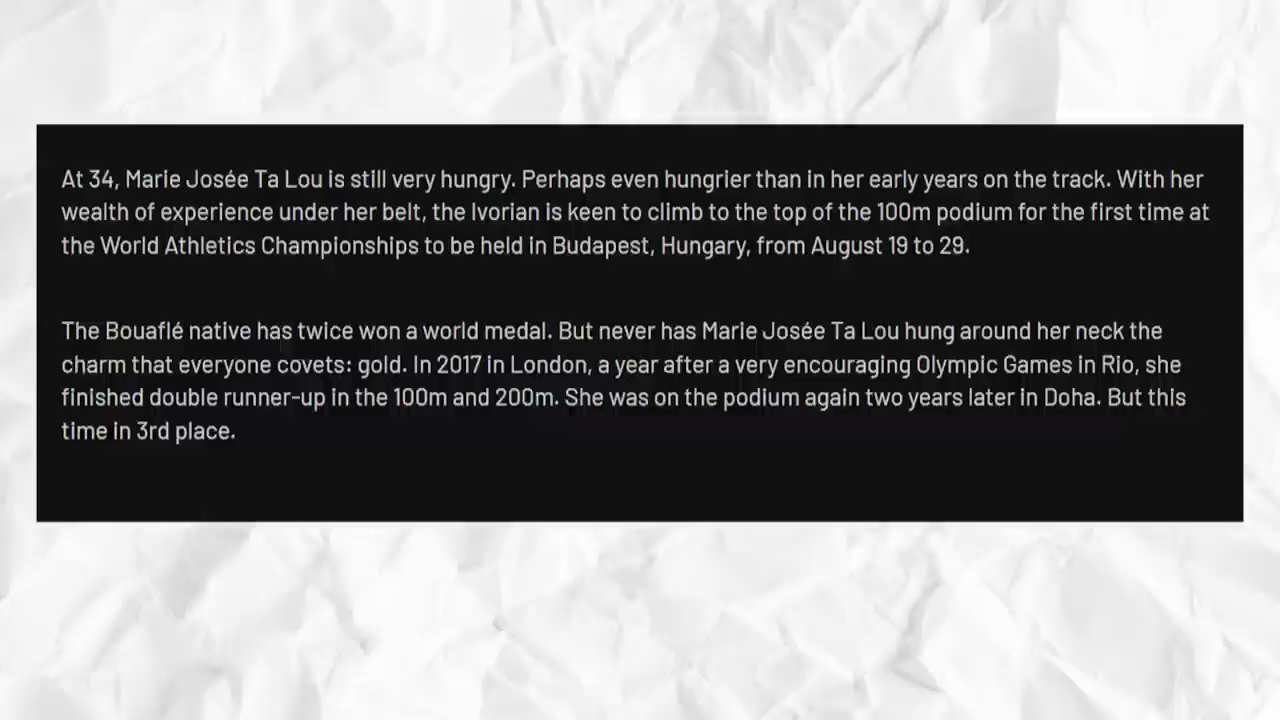 At 34, Marie Josée Ta Lou is still very hungry. Perhaps even hungrier than in her early years on the track. With her
wealth of experience under her belt, the Ivorian is keen to climb to the top of the 100m podium for the first time at
the World Athletics Championships to be held in Budapest, Hungary, from August 19 to 29.
The Bouaflé native has twice won a world medal. But never has Marie Josée Ta Lou hung around her neck the
charm that everyone covets: gold. In 2017 in London, a year after a very encouraging Olympic Games in Rio, she
finished double runner-up in the 100m and 200m. She was on the podium again two years later in Doha. But this
time in 3rd place.